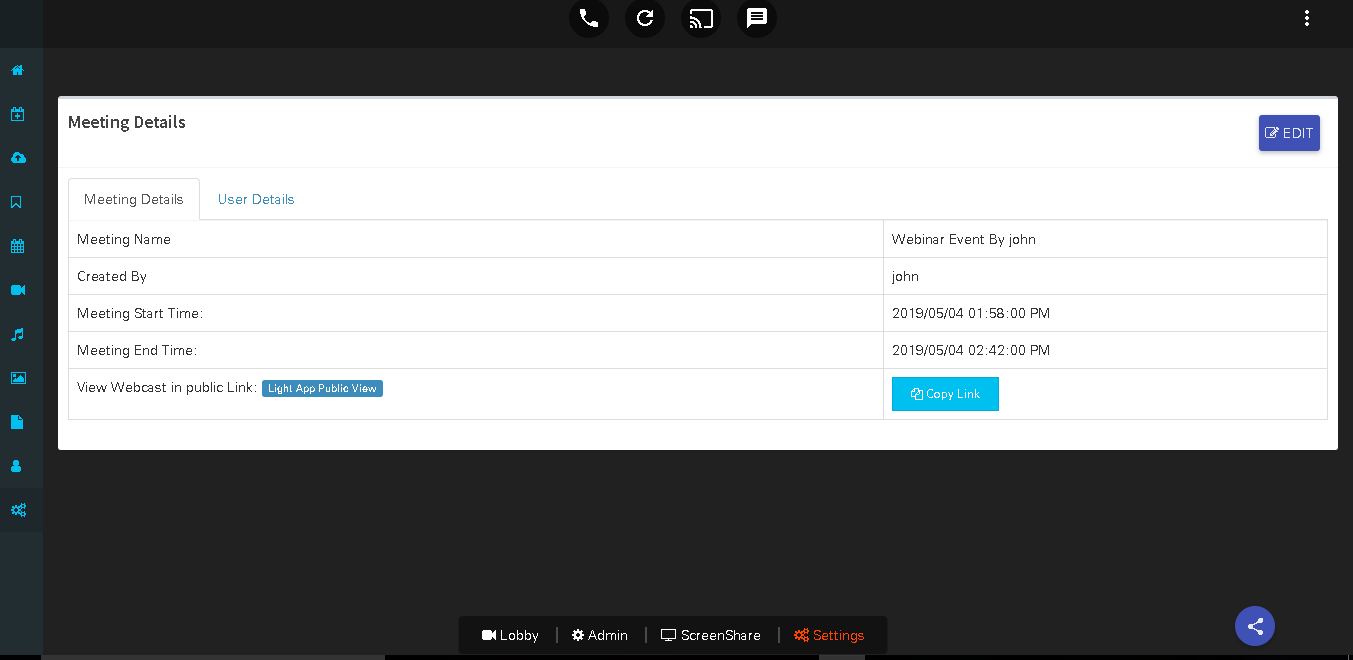 Meeting Details
EDIT
Meeting Details User Details
Meeting Name Webinar Event By john
Created By john
Meeting Start Time: 2019/05/04 01:58:00 PM
Meeting End Time: 2019/05/04 02:42:00 PM
View Webcast in public Link: Light App Public View Copy Link
Lobby | Admin | ScreenShare | Settings